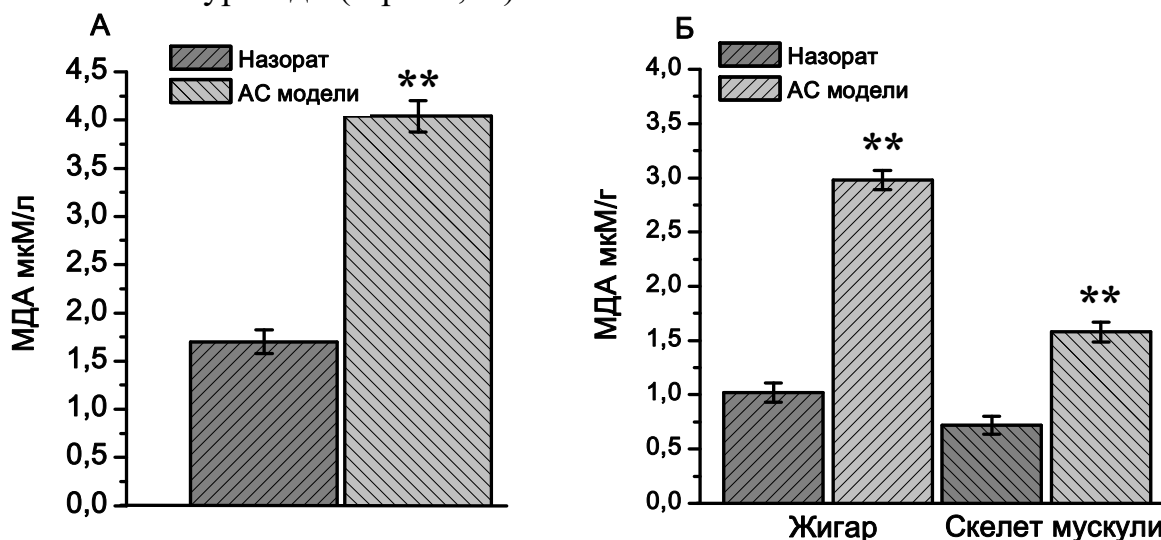 А
Назорат
АС модели
**
МДА мкМ/л
4,5
4,0
3,5
3,0
2,5
2,0
1,5
1,0
0,5
0,0
Б
Назорат
АС модели
**
**
МДА мкМ/г
4,0
3,5
3,0
2,5
2,0
1,5
1,0
0,5
0,0
Жигар
Скелет мускули